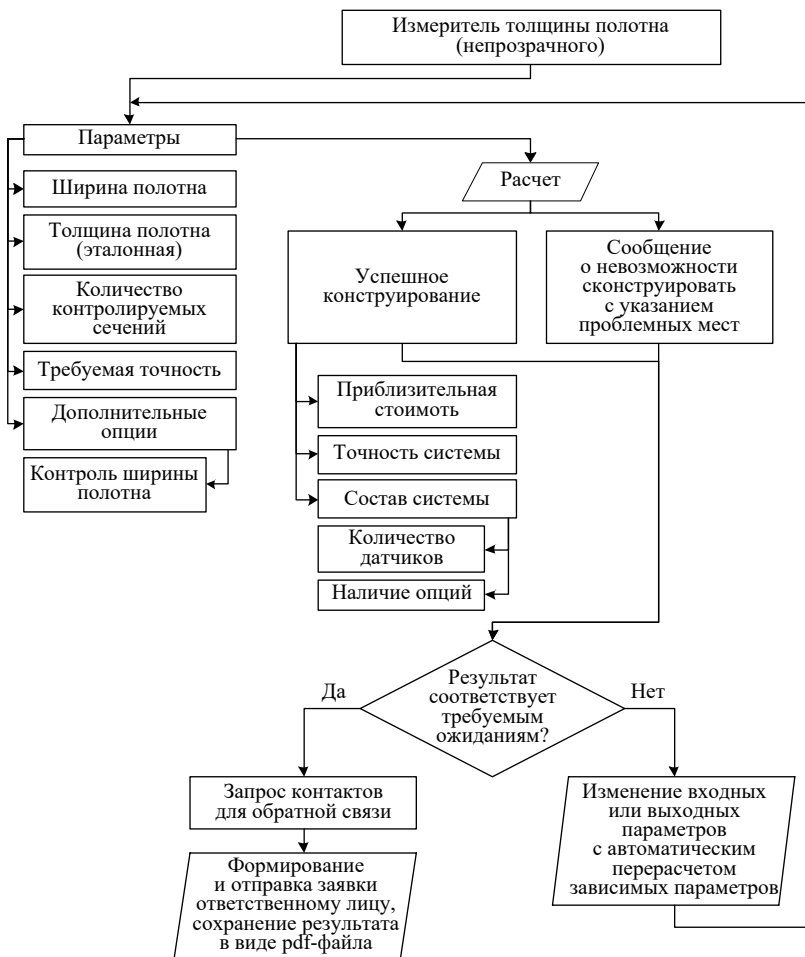 Измеритель толщины полотна
(непрозрачного)
Параметры
Ширина полотна
Толщина полотна
(эталонная)
Количество
контролируемых
сечений
Требуемая точность
Дополнительные
опции
Контроль ширины
полотна
Расчет
Успешное
конструирование
Сообщение
о невозможности
сконструировать
с указанием
проблемных мест
Приблизительная
стоимоть
Точность системы
Состав системы
Количество
датчиков
Наличие опций
Результат
соответствует
требуемым
ожиданиям?
Да
Нет
Запрос контактов
для обратной связи
Формирование
и отправка заявки
ответственному лицу,
сохранение результата
в виде pdf-файла
Изменение входных
или выходных
параметров
с автоматическим
перерасчетом
зависимых параметров